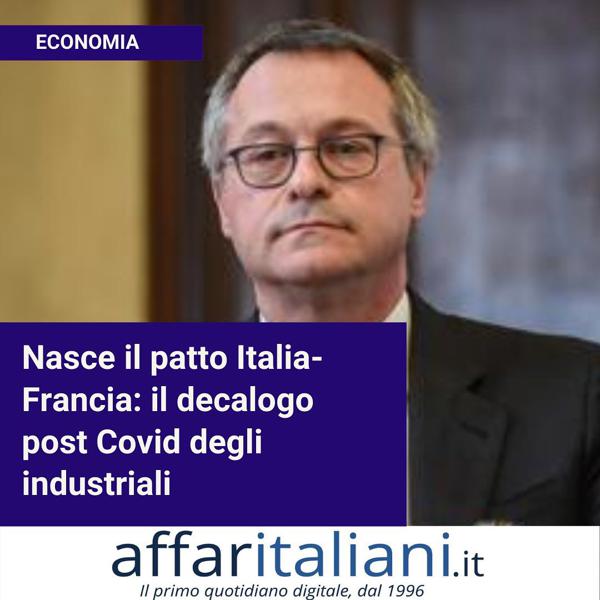 ECONOMIA
Nasce il patto Italia-
Francia: il decalogo
post Covid degli
industriali
affaritaliani.it
Il primo quotidiano digitale, dal 1996